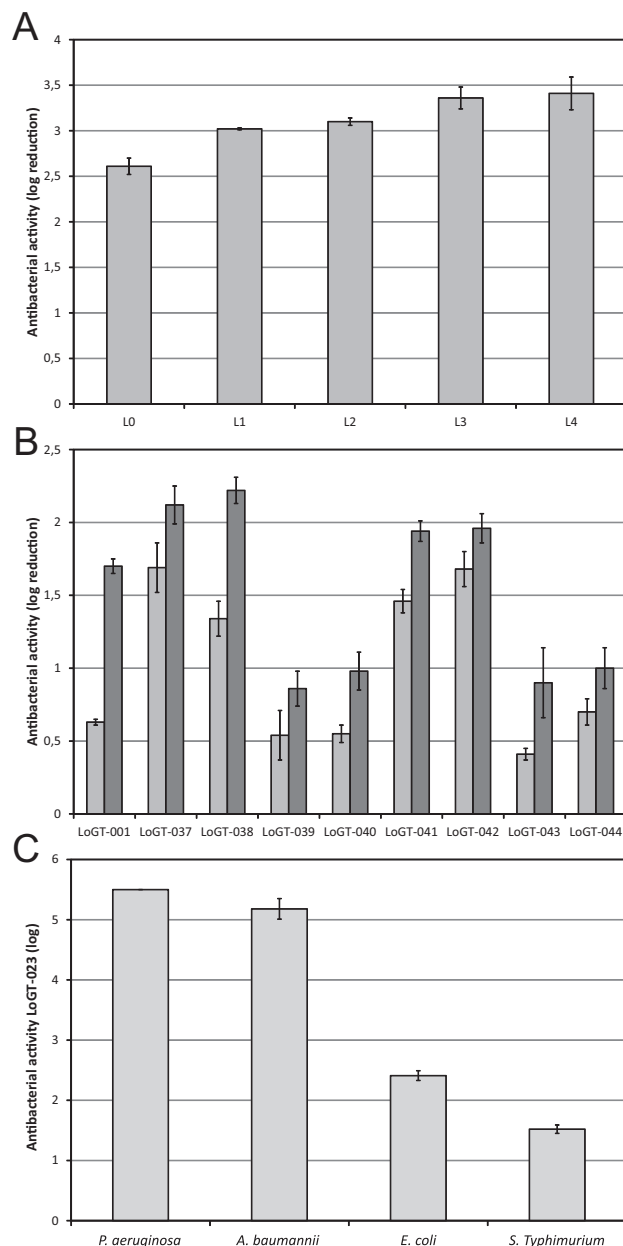 A
Antibacterial activity (log reduction)
4
3,5
3
2,5
2
1,5
1
0,5
0
L0 L1 L2 L3 L4
B
Antibacterial activity (log reduction)
2,5
2
1,5
1
0,5
0
LoGT-001 LoGT-037 LoGT-038 LoGT-039 LoGT-040 LoGT-041 LoGT-042 LoGT-043 LoGT-044
C
Antibacterial activity LoGT-023 (log)
6
5
4
3
2
1
0
P. aeruginosa A. baumannii E. coli S. Typhimurium